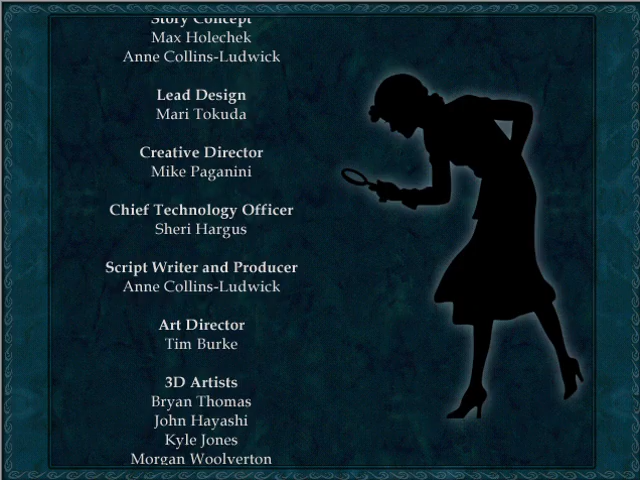 Story Concept
Max Holechek
Anne Collins-Ludwick
Lead Design
Mari Tokuda
Creative Director
Mike Paganini
Chief Technology Officer
Sheri Hargus
Script Writer and Producer
Anne Collins-Ludwick
Art Director
Tim Burke
3D Artists
Bryan Thomas
John Hayashi
Kyle Jones
Morgan Woolverton